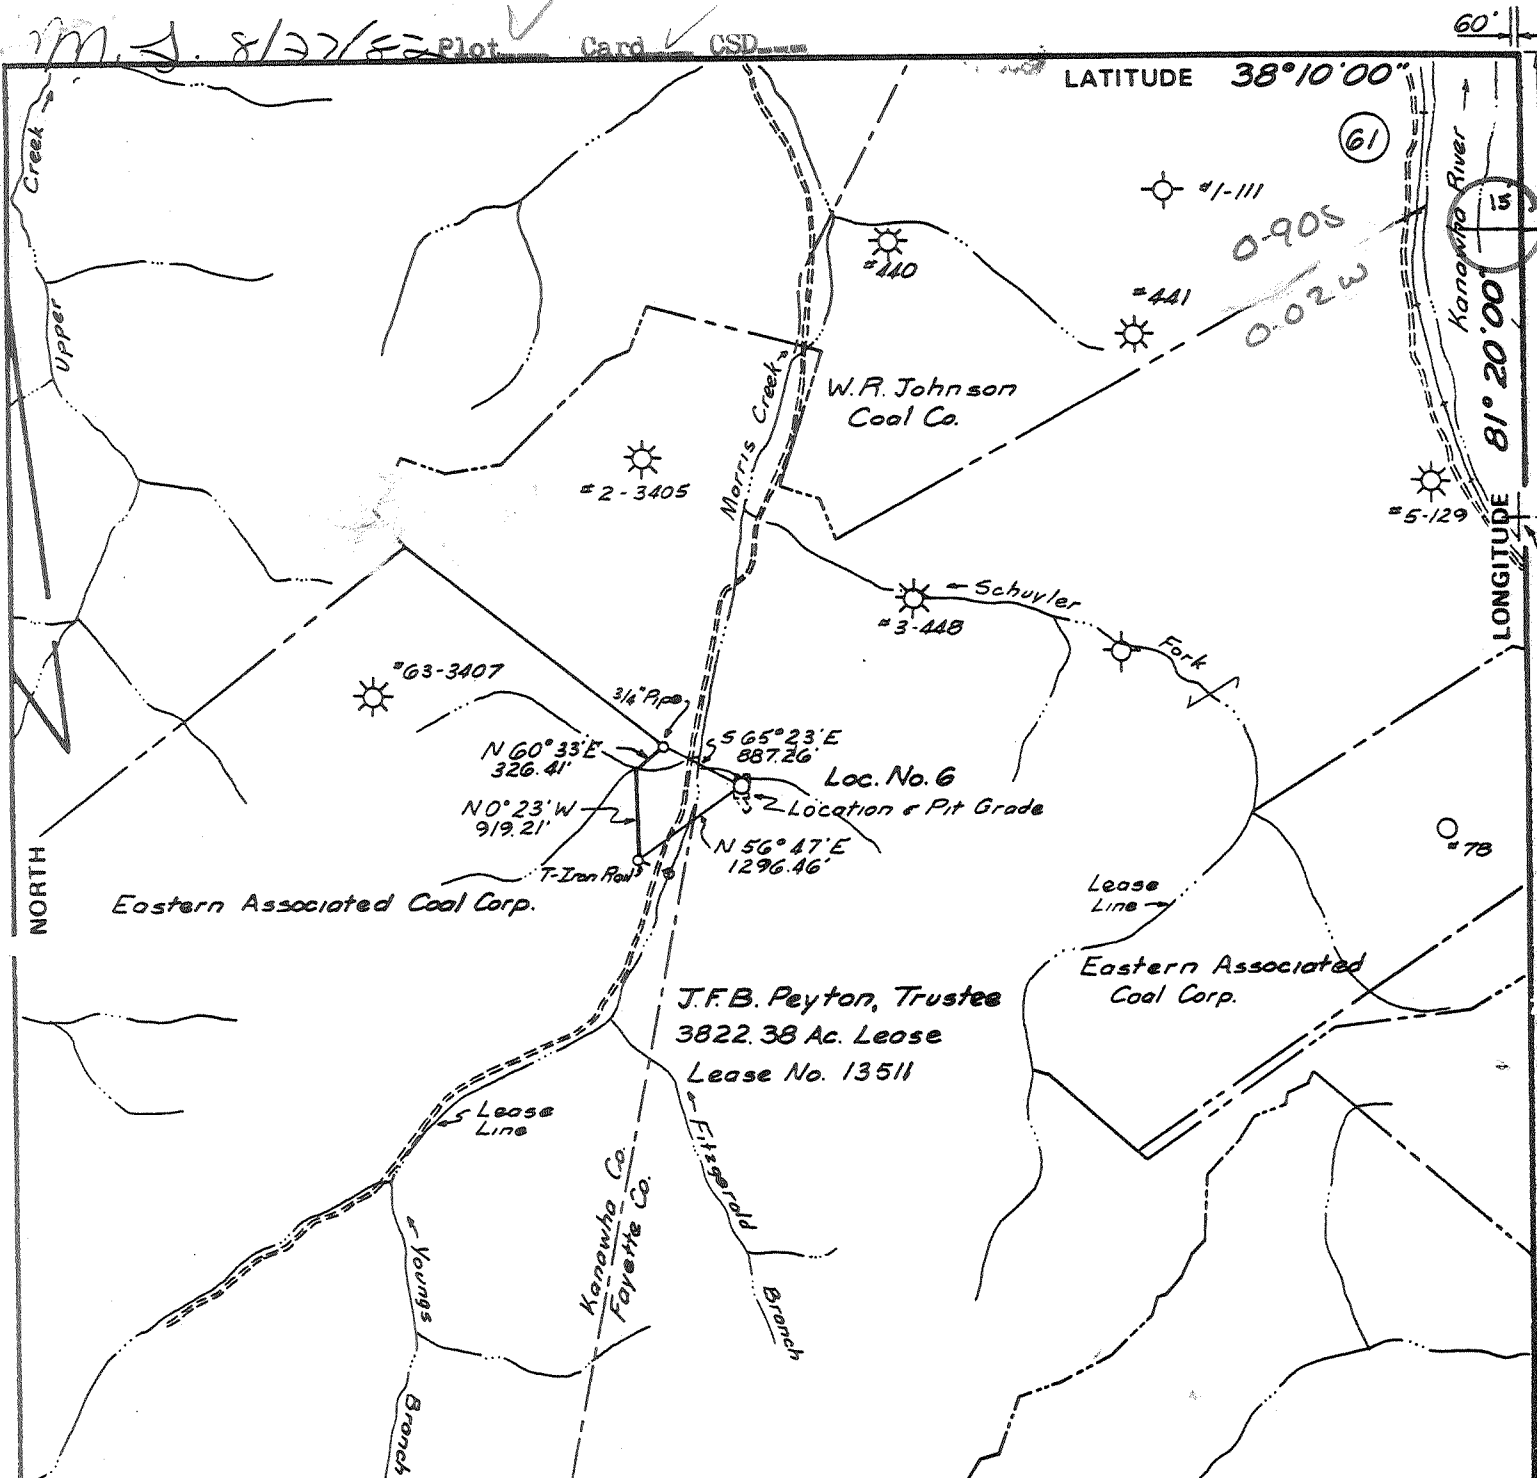 M.J. 8/27/82 Plot Card CSD
60'
LATITUDE 38°10'00"
61
Kanawha River
15'
Creek
Upper
#1-111
0.90S
0.02W
#440
#441
W.R. Johnson
Coal Co.
Morris Creek
#2-3405
LONGITUDE 81° 20'00"
#5-129
Schuyler
Fork
#3-448
#63-3407
3/4" Pipe
N 60°33'E
326.41'
S 65°23'E
887.26'
Loc. No. 6
Location & Pit Grade
N 0°23'W
919.21'
N 56°47'E
1296.46'
T-Iron Rail
#78
NORTH
Eastern Associated Coal Corp.
Lease
Line
Eastern Associated
Coal Corp.
J.F.B. Peyton, Trustee
3822.38 Ac. Lease
Lease No. 13511
Lease
Line
Kanawha Co.
Fayette Co.
Fitzgerald
Branch
Youngs
Branch